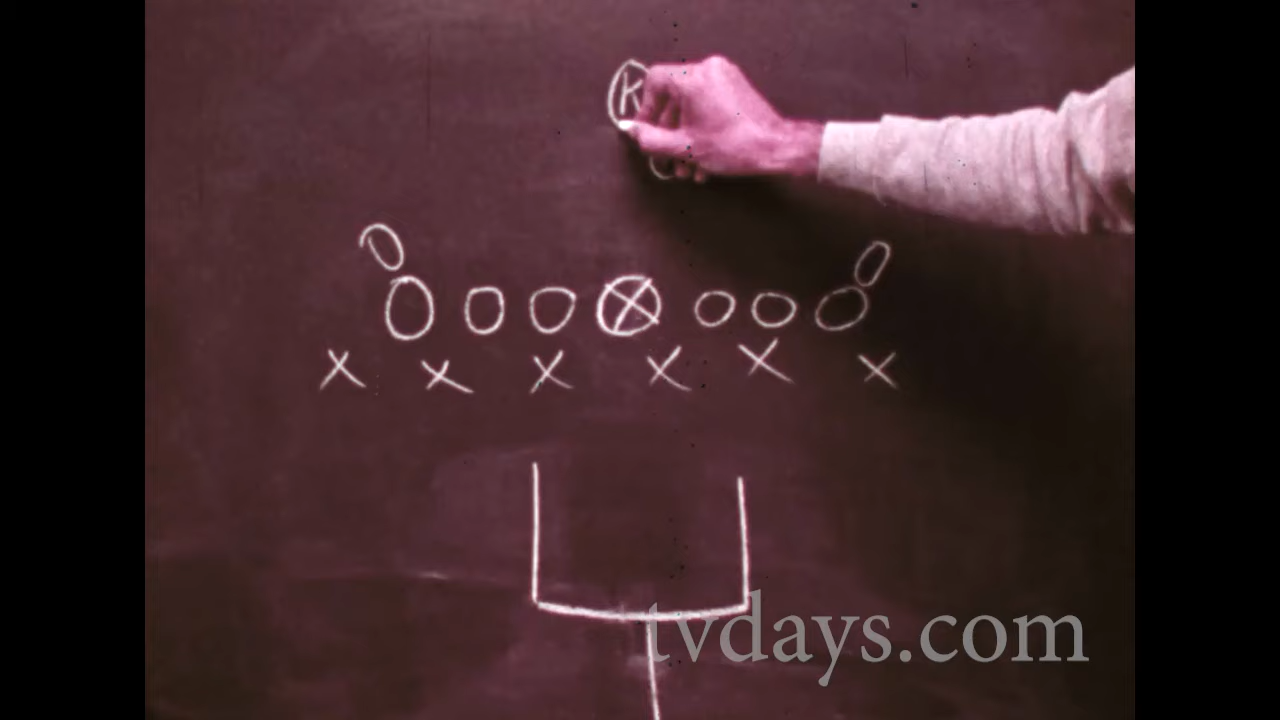 K
O O
O O O ⊗ O O O
X X X X X X
tvdays.com